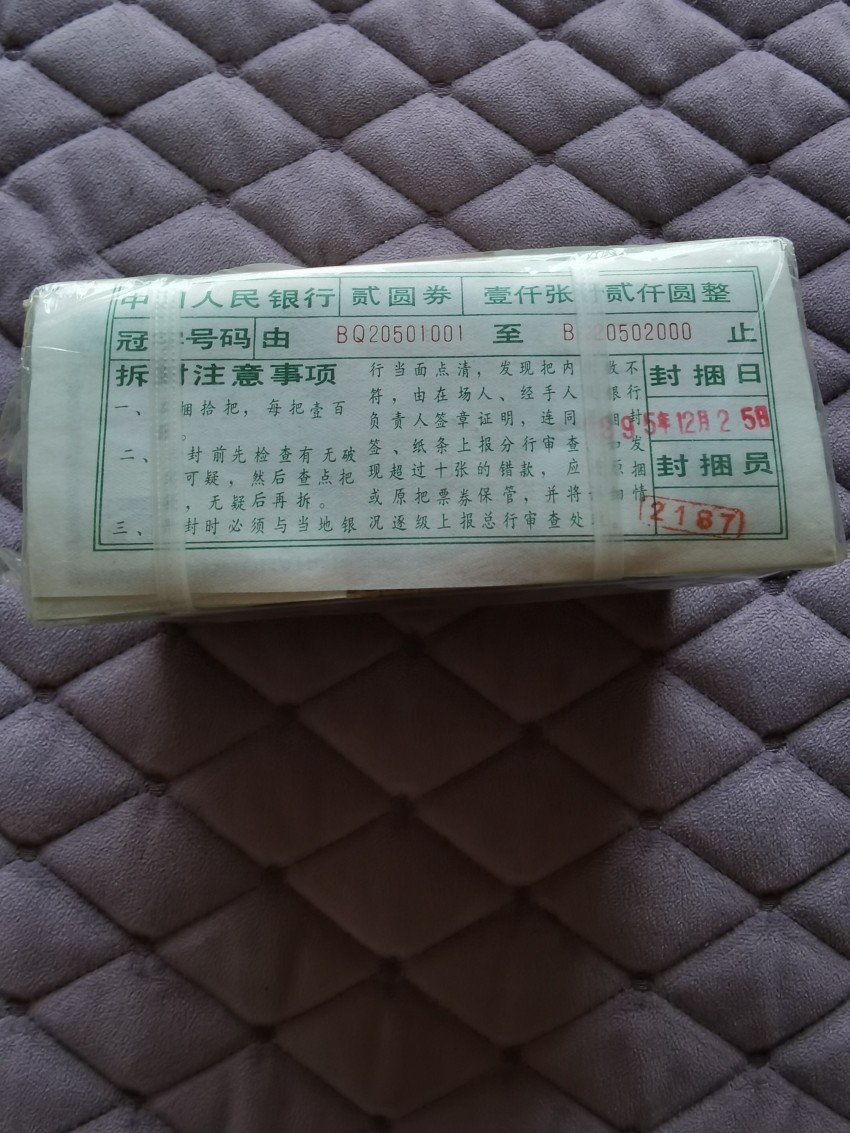 人民银行 贰圆券 壹仟张 贰仟圆整
冠 号码 由 BQ20501001 至 B 20502000 止
拆封注意事项
一、 捆拾把，每把壹百
。
二、 封前先检查有无破
可疑，然后查点把
，无疑后再拆。
三、 封时必须与当地银
行当面点清，发现把内 数不
符，由在场人、经手人 银行
负责人签章证明，连同 封
签、纸条上报分行审查 发
现超过十张的错款，应 原捆
或原把票券保管，并将 情
况逐级上报总行审查处
封捆日
95年12月25日
封捆员
2187